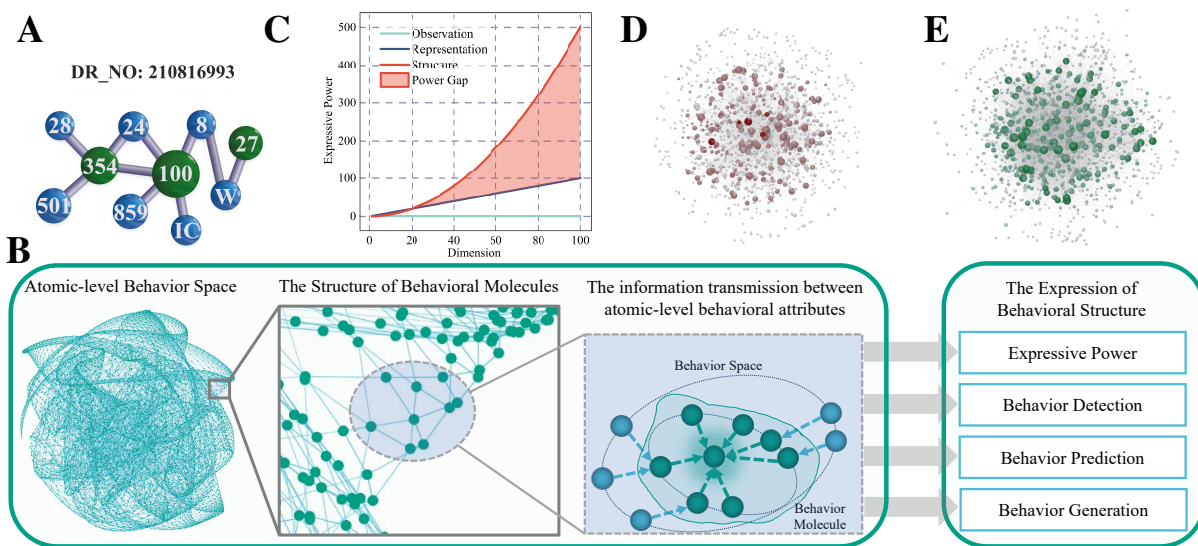 A
DR_NO: 210816993
28
24
8
27
354
100
501
859
W
IC
C
Observation
Representation
Structure
Power Gap
Expressive Power
500
400
300
200
100
0
0
20
40
60
80
100
Dimension
D
E
B
Atomic-level Behavior Space
The Structure of Behavioral Molecules
The information transmission between
atomic-level behavioral attributes
Behavior Space
Behavior
Molecule
The Expression of
Behavioral Structure
Expressive Power
Behavior Detection
Behavior Prediction
Behavior Generation